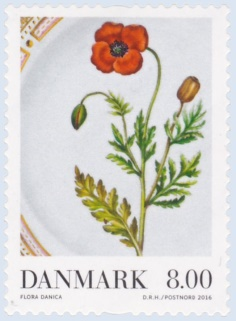 DANMARK 8.00
FLORA DANICA D.R.H./POSTNORD 2016